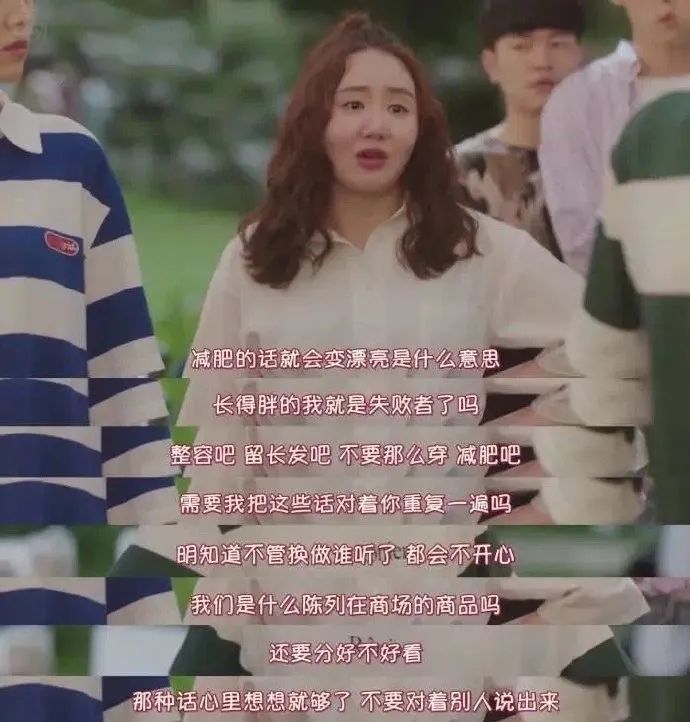 减肥的话就会变漂亮是什么意思
长得胖的我就是失败者了吗
整容吧 留长发吧 不要那么穿 减肥吧
需要我把这些话对着你重复一遍吗
明知道不管换做谁听了 都会不开心
我们是什么陈列在商场的商品吗
还要分好不好看
那种话心里想想就够了 不要对着别人说出来